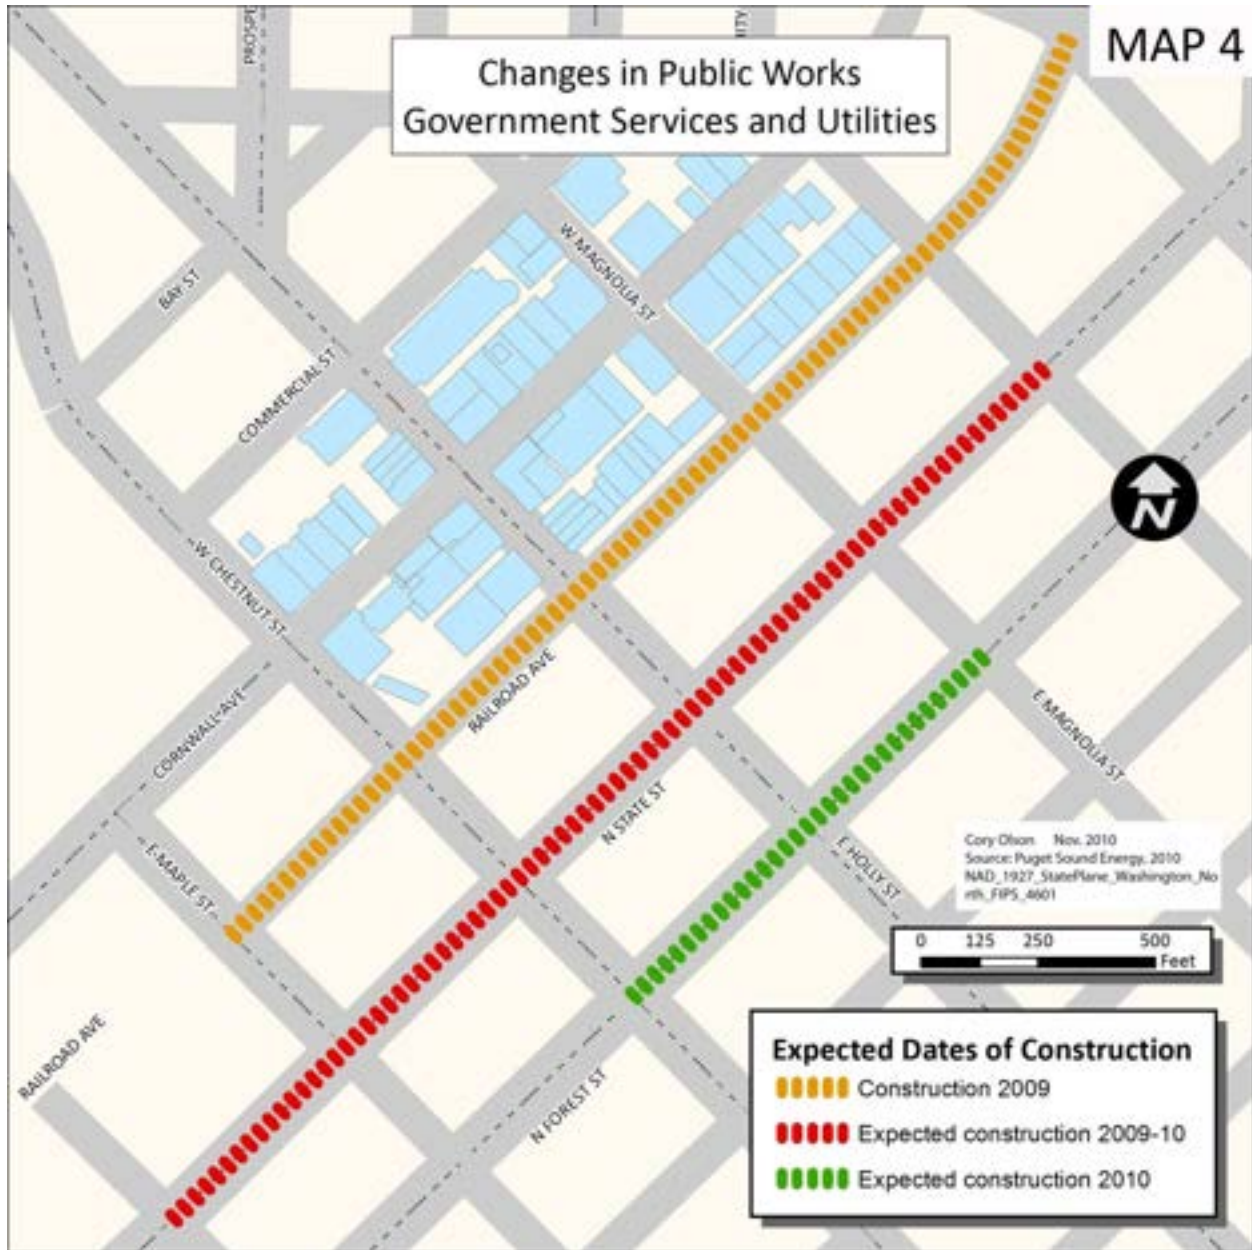 MAP 4
Changes in Public Works
Government Services and Utilities
PROSPE
ITY
W MAGNOLIA ST
BAY ST
COMMERCIAL ST
W CHESTNUT ST
N
RAILROAD AVE
CORNWALL AVE
E MAGNOLIA ST
N STATE ST
E MAPLE ST
E HOLLY ST
Cory Olson Nov. 2010
Source: Puget Sound Energy, 2010
NAD_1927_StatePlane_Washington_No
rth_FIPS_4601
0 125 250 500
Feet
RAILROAD AVE
N FOREST ST
Expected Dates of Construction
Construction 2009
Expected construction 2009-10
Expected construction 2010